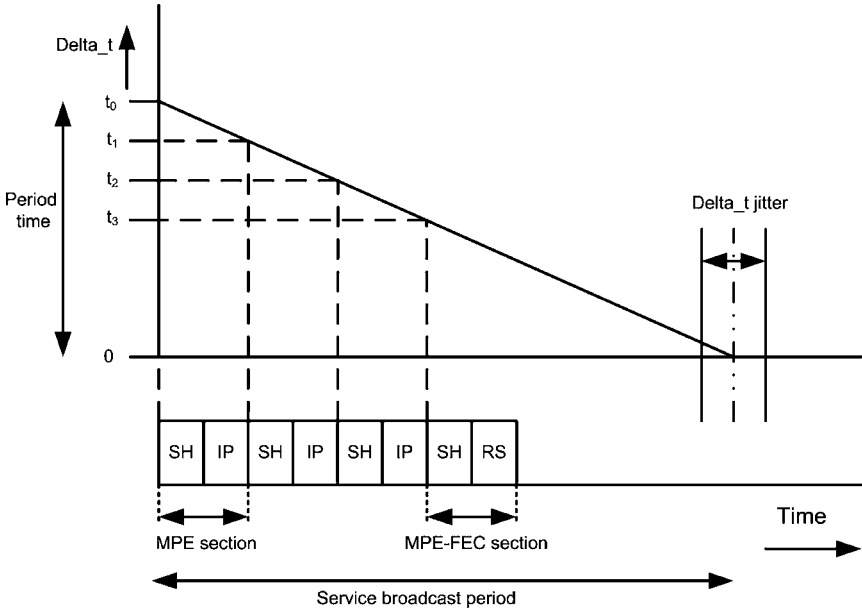 Delta_t
t0
t1
t2
Period
time
t3
Delta_t jitter
0
SH IP SH IP SH IP SH RS
MPE section
MPE-FEC section
Time
Service broadcast period